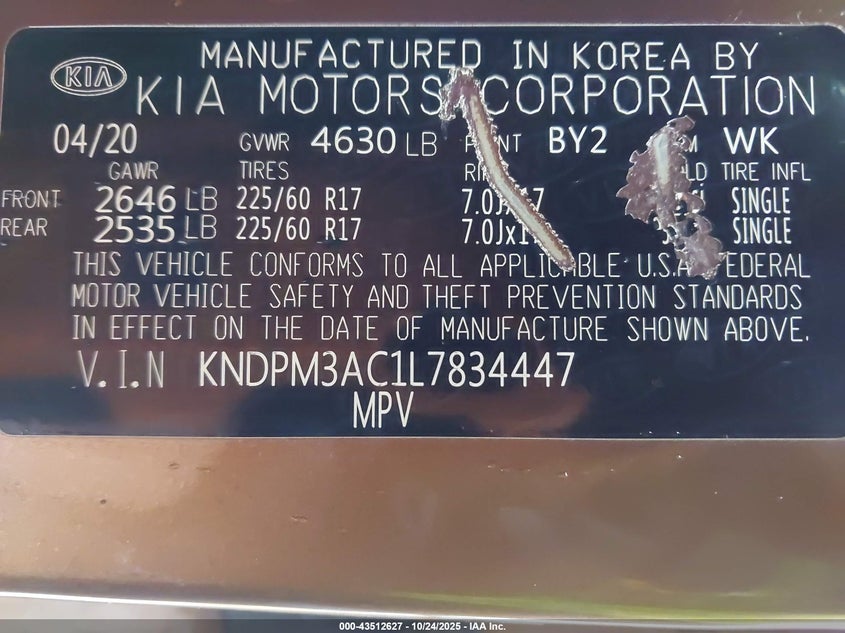 MANUFACTURED IN KOREA BY
KIA KIA MOTORS CORPORATION
04/20 GVWR 4630 LB BY2 WK
GAWR TIRES TIRE INFL
FRONT 2646 LB 225/60 R17 SINGLE
REAR 2535 LB 225/60 R17 SINGLE
THIS VEHICLE CONFORMS TO ALL APPLICABLE U.S.A FEDERAL
MOTOR VEHICLE SAFETY AND THEFT PREVENTION STANDARDS
IN EFFECT ON THE DATE OF MANUFACTURE SHOWN ABOVE.
V.I.N KNDPM3AC1L7834447
MPV
000-43512627 - 10/24/2025 - IAA Inc.